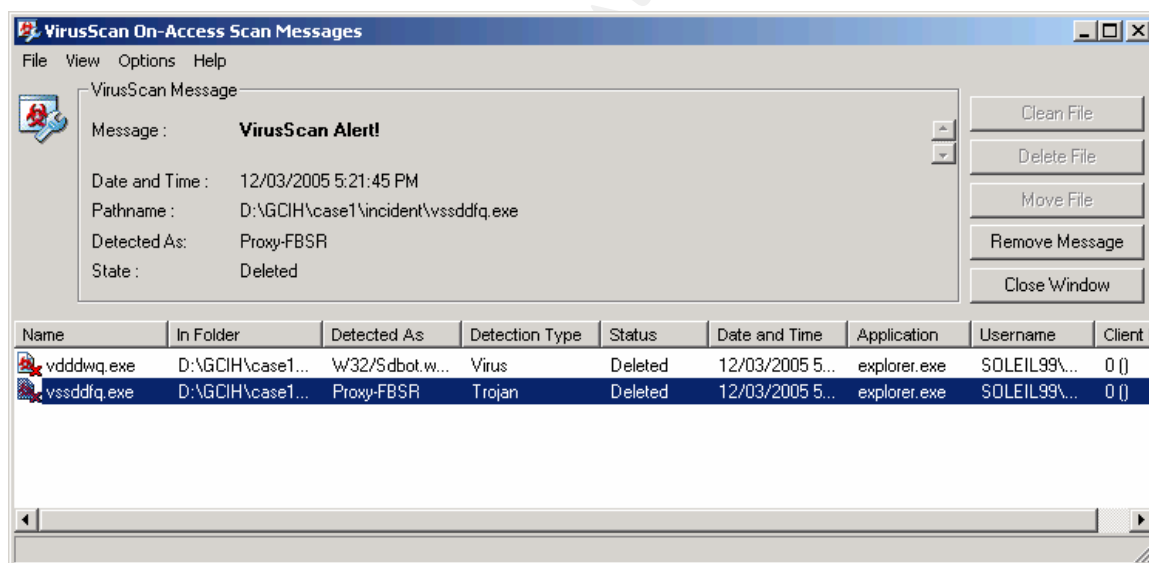 VirusScan On-Access Scan Messages
File View Options Help
VirusScan Message
Message : VirusScan Alert!
Date and Time : 12/03/2005 5:21:45 PM
Pathname : D:\GCIH\case1\incident\vssddfq.exe
Detected As: Proxy-FBSR
State : Deleted
Clean File
Delete File
Move File
Remove Message
Close Window
Name In Folder Detected As Detection Type Status Date and Time Application Username Client
vdddwq.exe D:\GCIH\case1... W32/Sdbot.w... Virus Deleted 12/03/2005 5... explorer.exe SOLEIL99\... 0 ()
vssddfq.exe D:\GCIH\case1... Proxy-FBSR Trojan Deleted 12/03/2005 5... explorer.exe SOLEIL99\... 0 ()